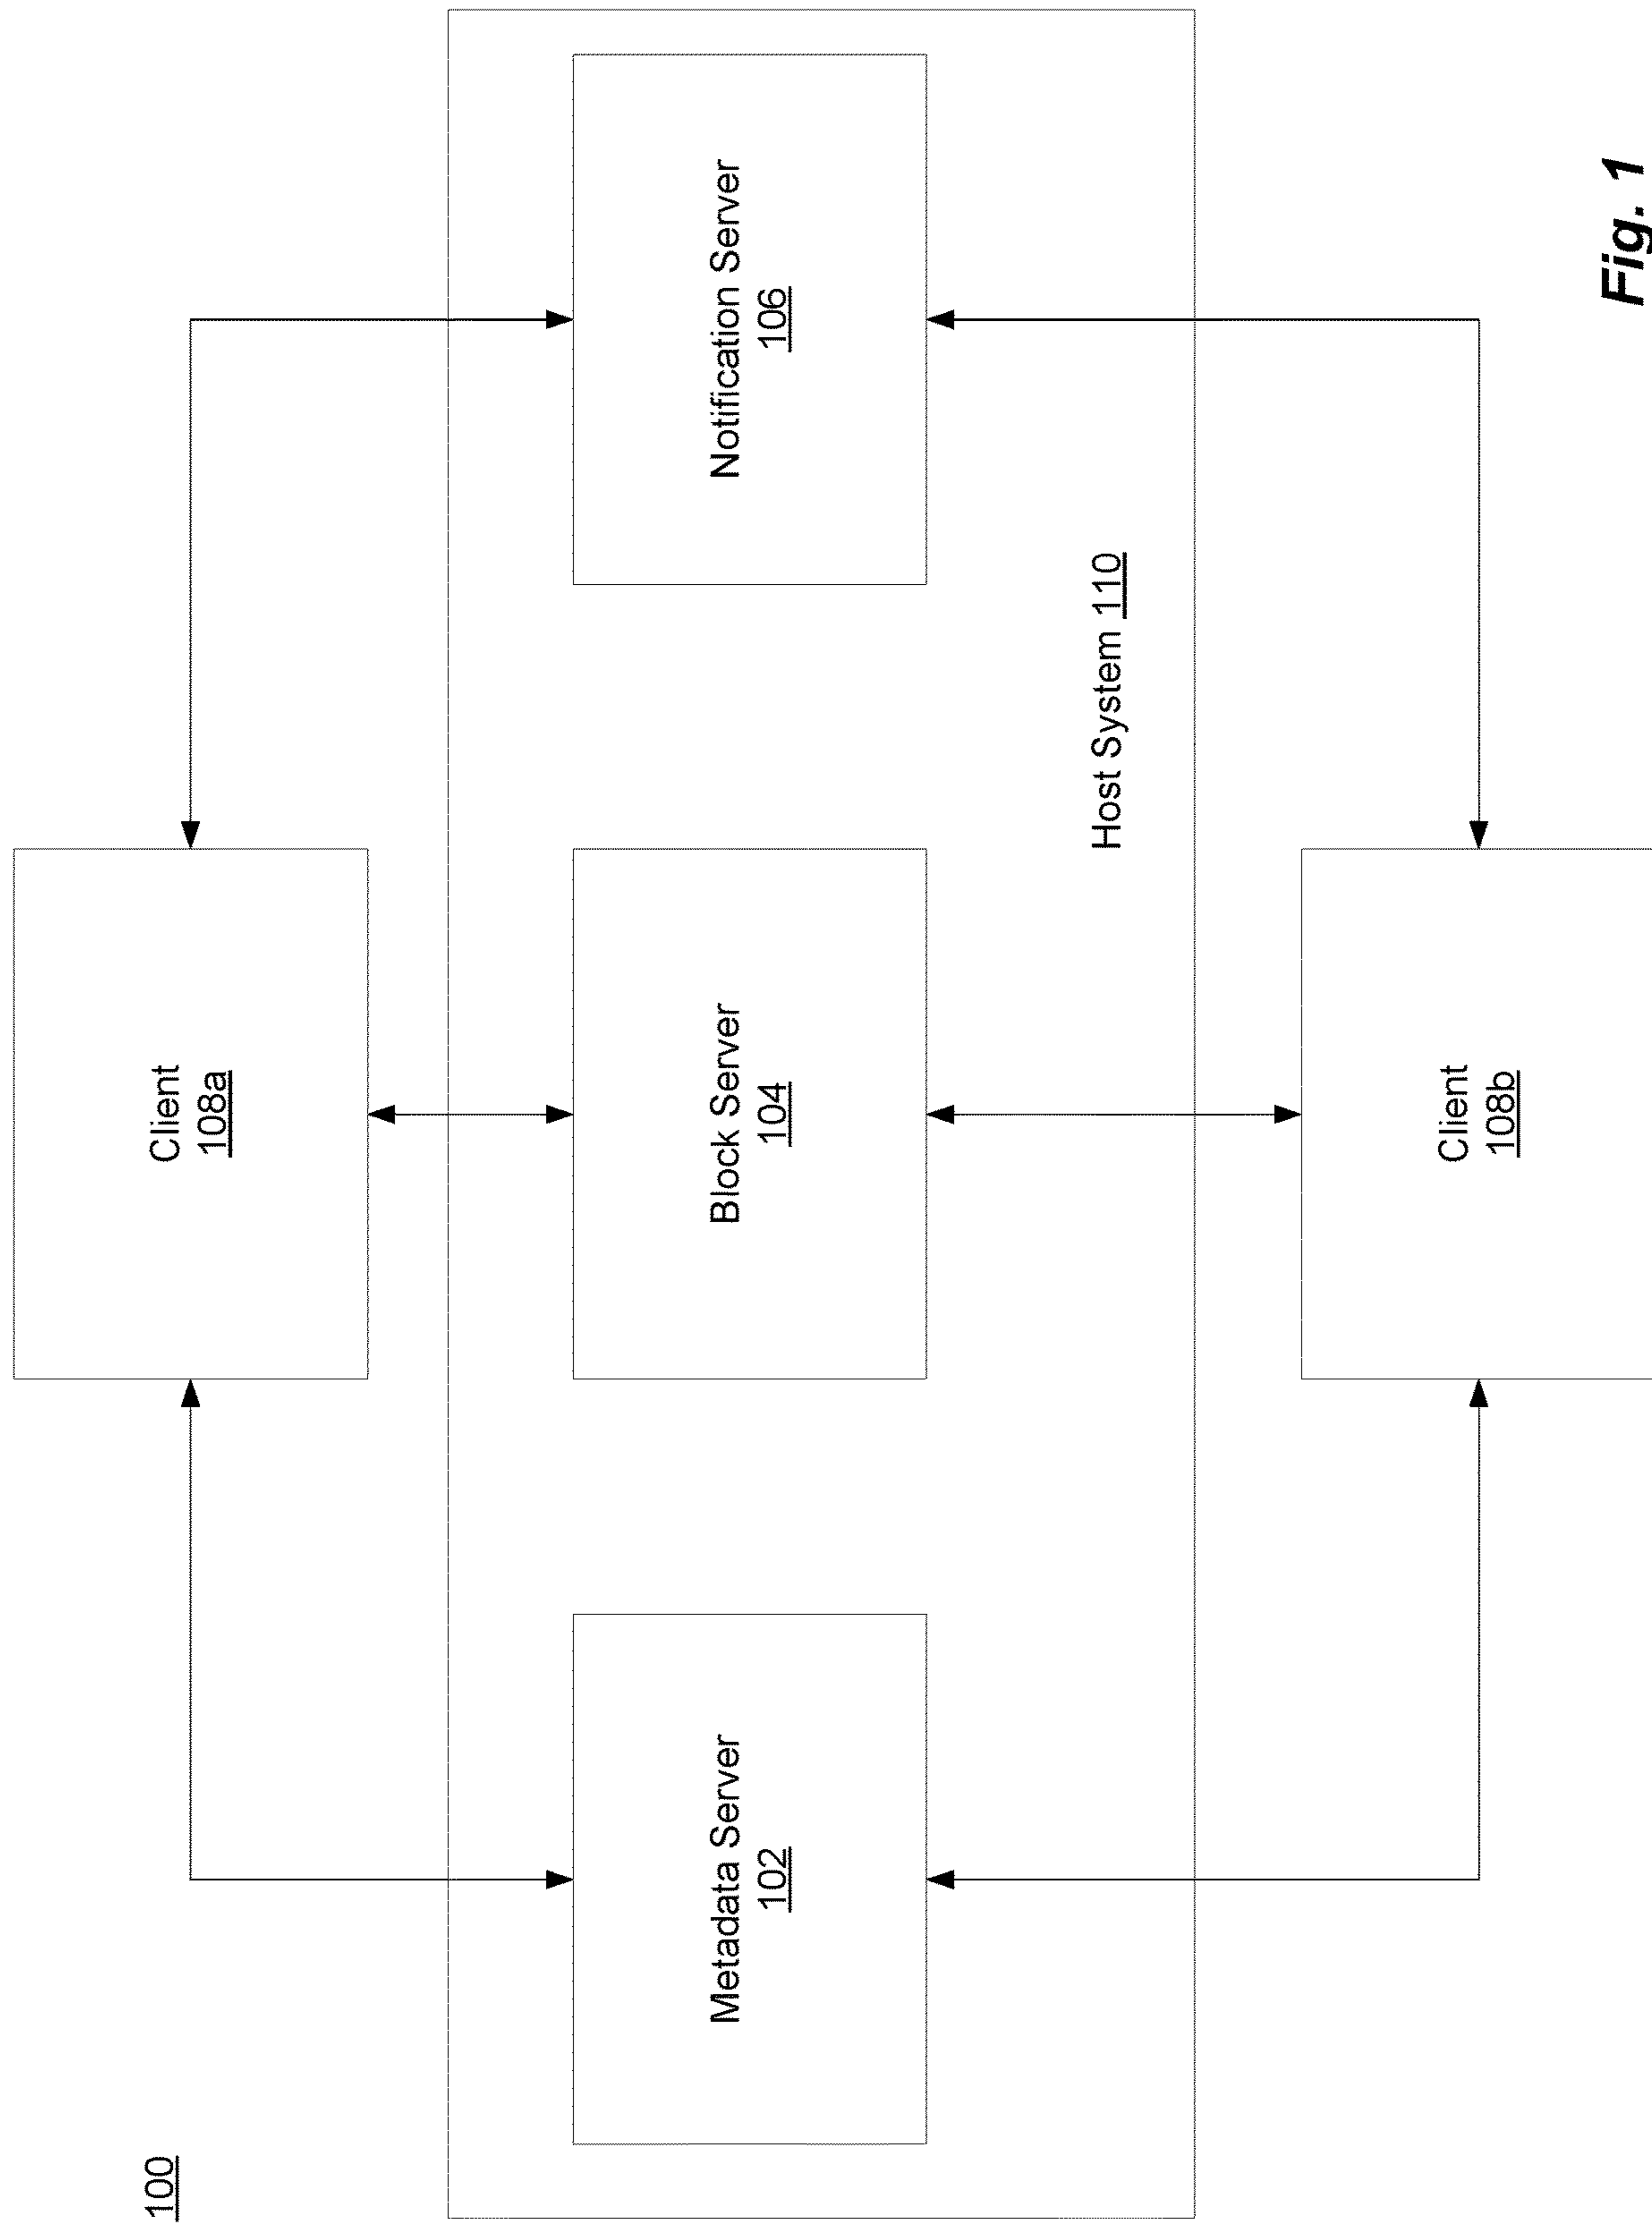 100
Client
108a
Metadata Server
102
Block Server
104
Notification Server
106
Host System 110
Client
108b
Fig. 1